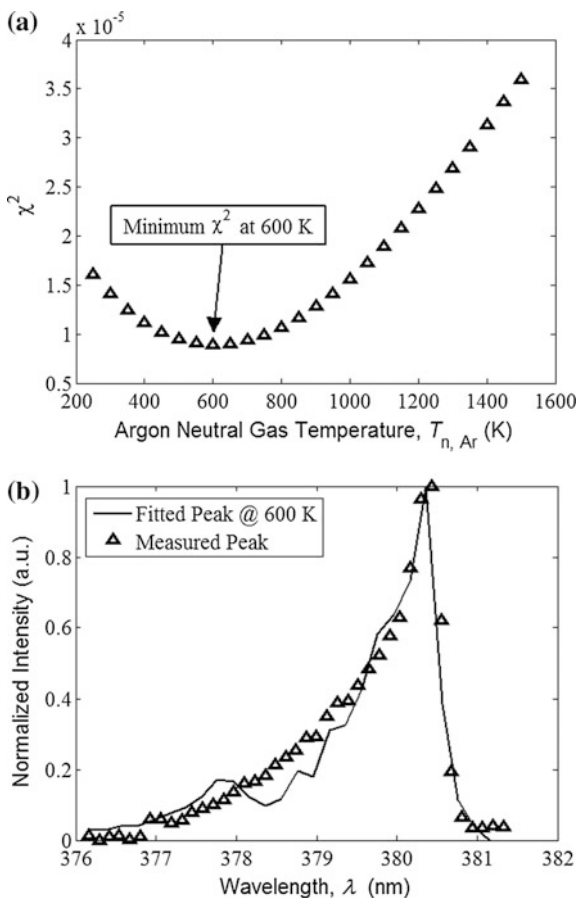 (a)
x 10⁻⁵
4
3.5
3
2.5
2
1.5
1
0.5
χ²
Minimum χ² at 600 K
200 400 600 800 1000 1200 1400 1600
Argon Neutral Gas Temperature, Tn, Ar (K)
(b)
1
0.8
0.6
0.4
0.2
0
Normalized Intensity (a.u.)
Fitted Peak @ 600 K
Measured Peak
376 377 378 379 380 381 382
Wavelength, λ (nm)